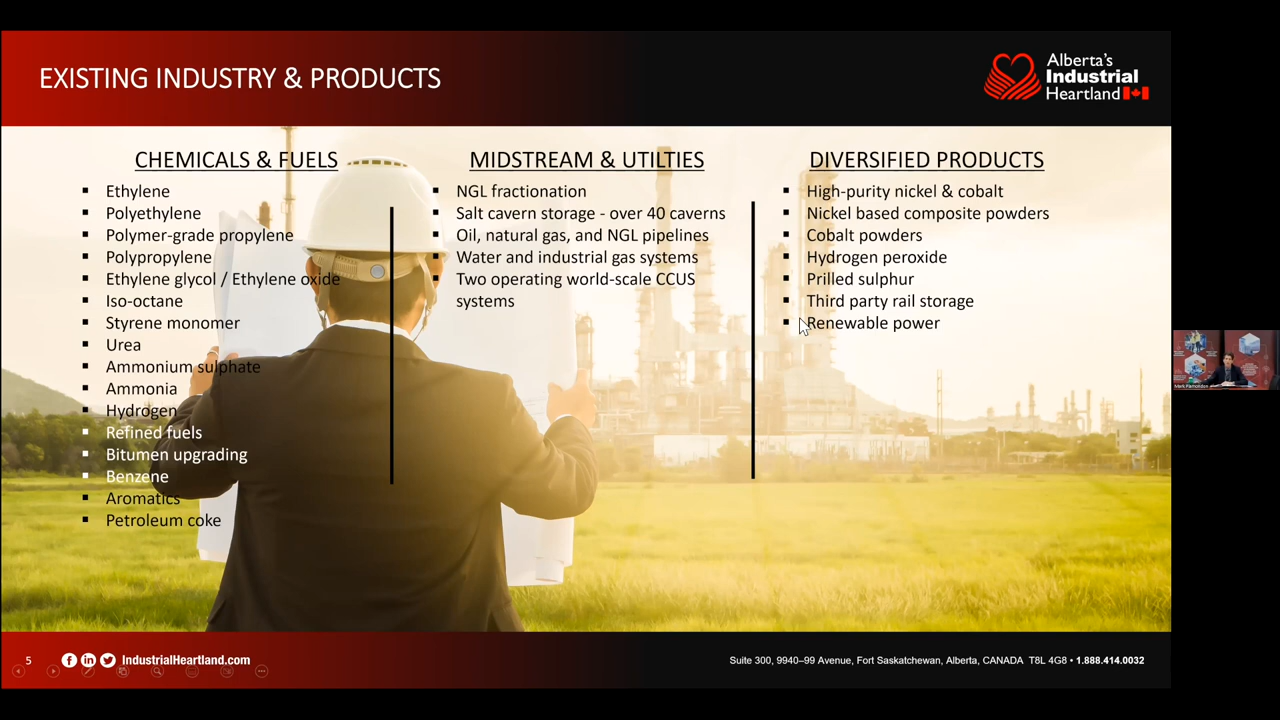 EXISTING INDUSTRY & PRODUCTS
Alberta's
Industrial
Heartland
CHEMICALS & FUELS
Ethylene
Polyethylene
Polymer-grade propylene
Polypropylene
Ethylene glycol / Ethylene oxide
Iso-octane
Styrene monomer
Urea
Ammonium sulphate
Ammonia
Hydrogen
Refined fuels
Bitumen upgrading
Benzene
Aromatics
Petroleum coke
MIDSTREAM & UTILTIES
NGL fractionation
Salt cavern storage - over 40 caverns
Oil, natural gas, and NGL pipelines
Water and industrial gas systems
Two operating world-scale CCUS
systems
DIVERSIFIED PRODUCTS
High-purity nickel & cobalt
Nickel based composite powders
Cobalt powders
Hydrogen peroxide
Prilled sulphur
Third party rail storage
Renewable power
5
IndustrialHeartland.com
Suite 300, 9940–99 Avenue, Fort Saskatchewan, Alberta, CANADA T8L 4G8 • 1.888.414.0032